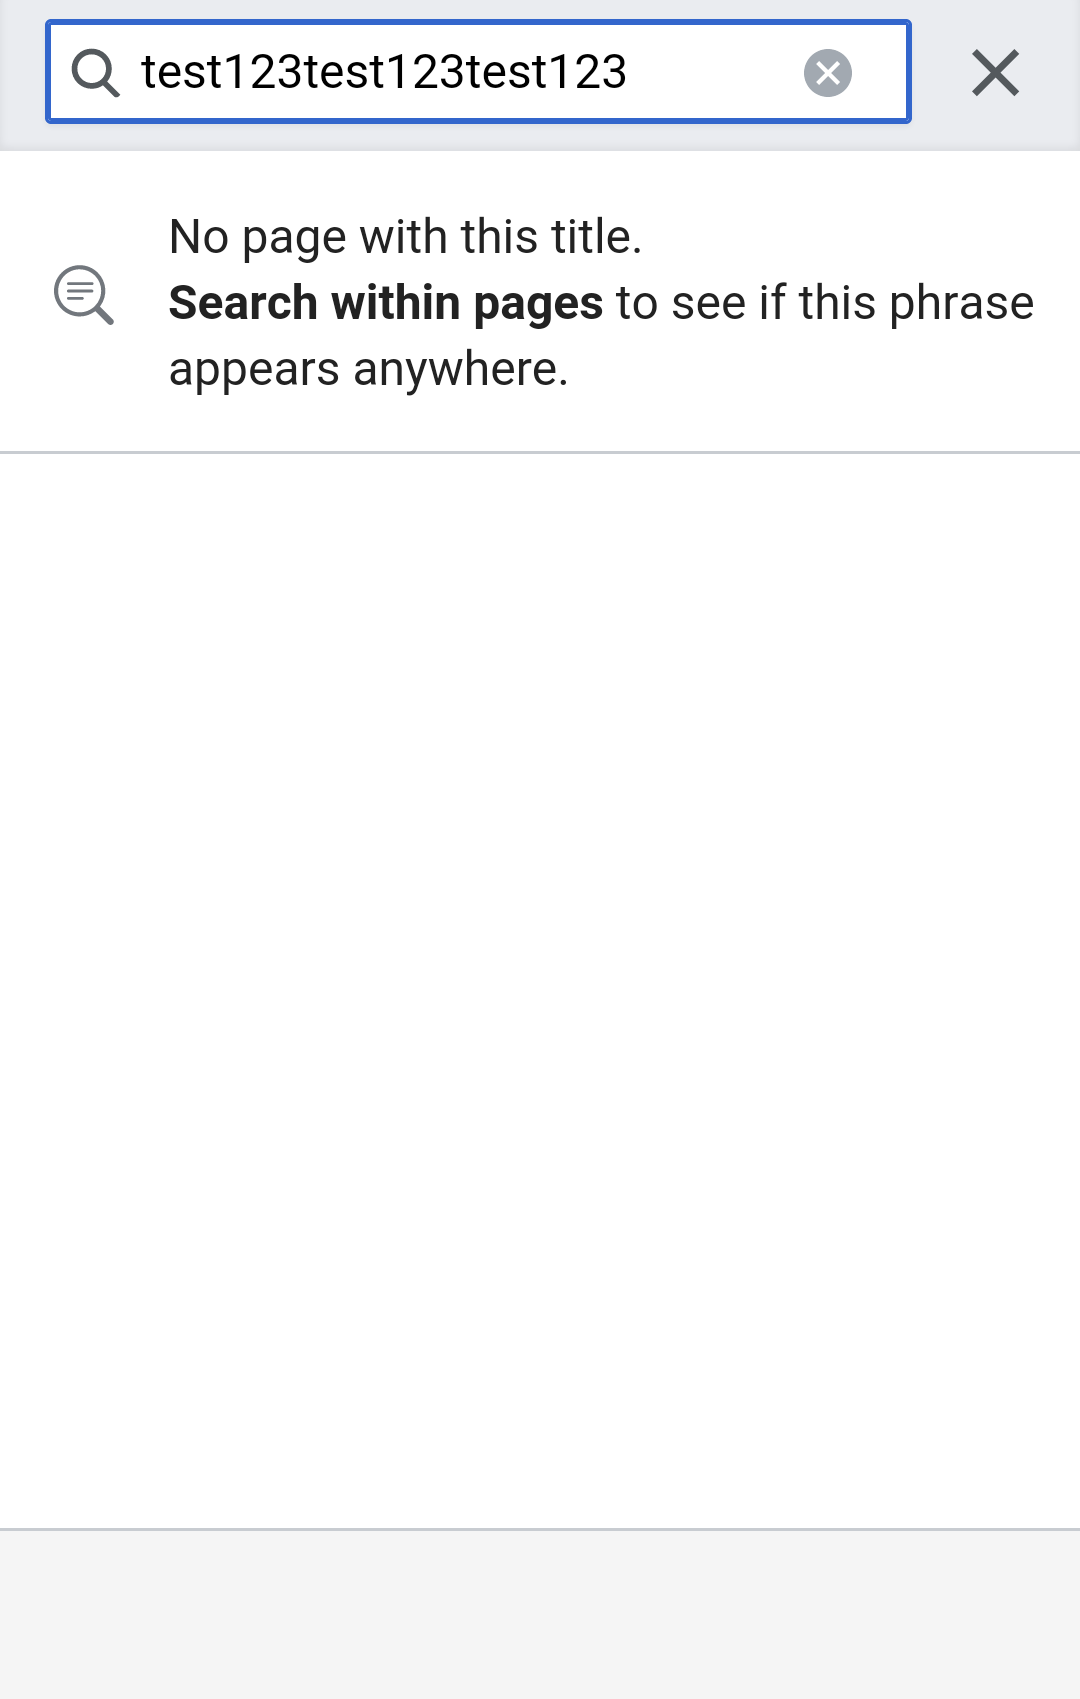 test123test123test123
No page with this title.
Search within pages to see if this phrase
appears anywhere.